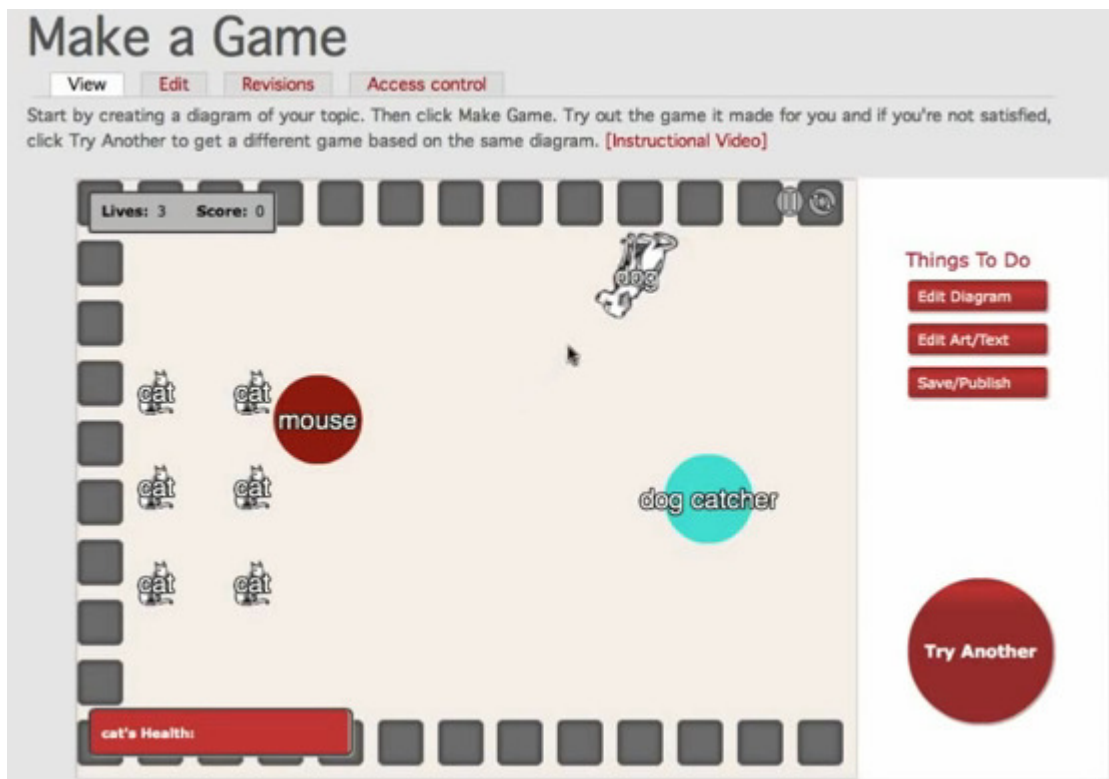 Make a Game
View Edit Revisions Access control
Start by creating a diagram of your topic. Then click Make Game. Try out the game it made for you and if you're not satisfied,
click Try Another to get a different game based on the same diagram. [Instructional Video]
Lives: 3 Score: 0
dog
Things To Do
Edit Diagram
Edit Art/Text
Save/Publish
cat cat
mouse
cat cat
dog catcher
cat cat
Try Another
cat's Health: